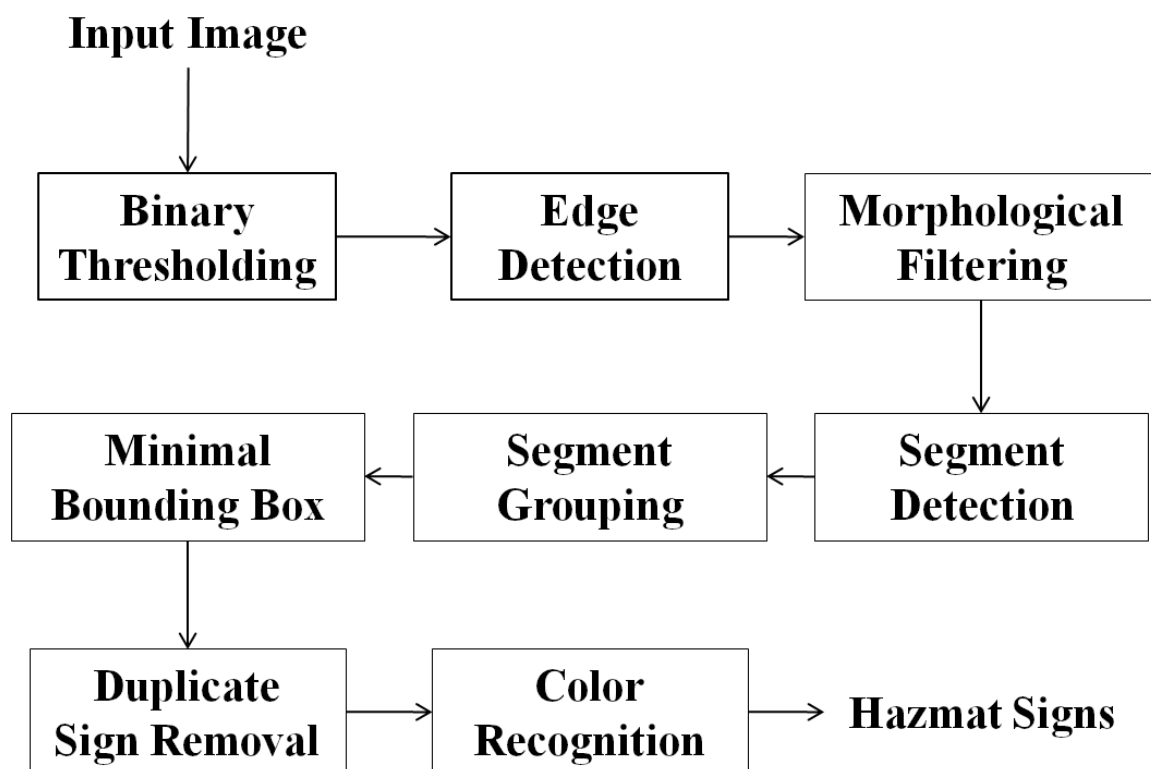 Input Image
Binary
Thresholding
Edge
Detection
Morphological
Filtering
Minimal
Bounding Box
Segment
Grouping
Segment
Detection
Duplicate
Sign Removal
Color
Recognition
Hazmat Signs